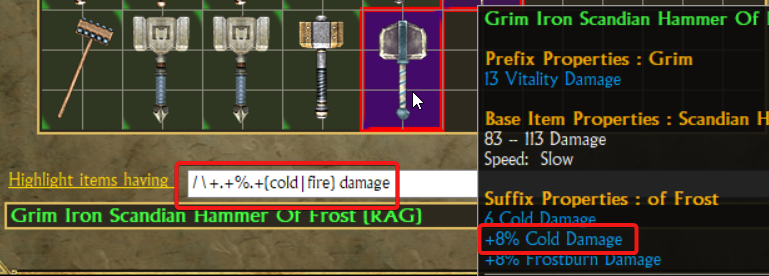 Grim Iron Scandian Hammer Of
Prefix Properties : Grim
13 Vitality Damage
Base Item Properties : Scandian H
83 - 113 Damage
Speed: Slow
Suffix Properties : of Frost
6 Cold Damage
+8% Cold Damage
+8% Frostburn Damage
Highlight items having
/\+.+%.+(cold|fire) damage
Grim Iron Scandian Hammer Of Frost (RAG)